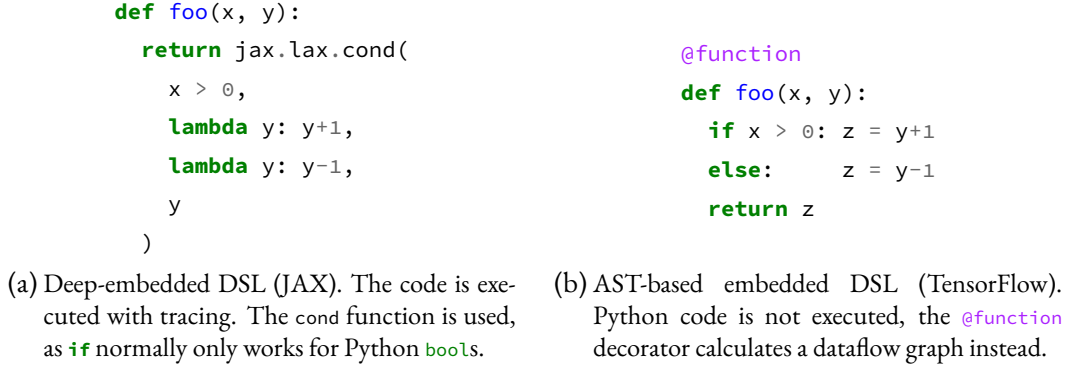 def foo(x, y):
  return jax.lax.cond(
    x > 0,
    lambda y: y+1,
    lambda y: y-1,
    y
  )
(a) Deep-embedded DSL (JAX). The code is exe-
cuted with tracing. The cond function is used,
as if normally only works for Python bools.
@function
def foo(x, y):
  if x > 0: z = y+1
  else:     z = y-1
  return z
(b) AST-based embedded DSL (TensorFlow).
Python code is not executed, the @function
decorator calculates a dataflow graph instead.